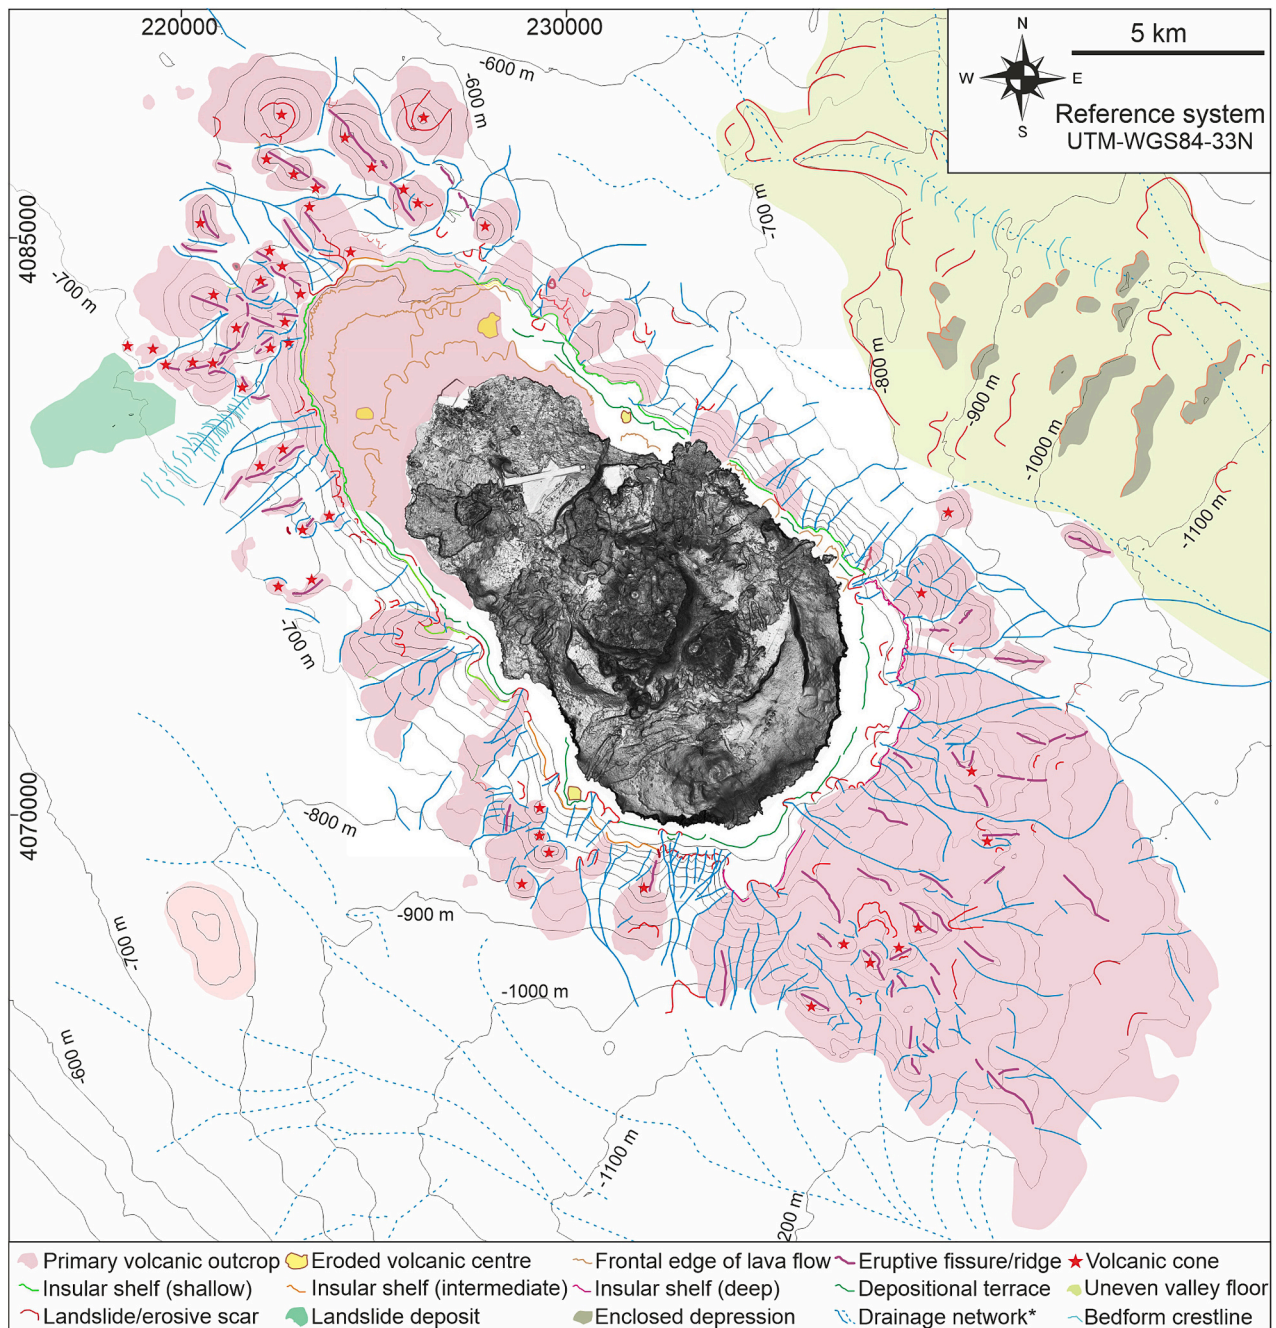 220000
230000
5 km
N
W
E
S
Reference system
UTM-WGS84-33N
-600 m
-600 m
-700 m
4085000
-700 m
-800 m
-900 m
-1000 m
-1100 m
-700 m
4070000
-800 m
-900 m
-700 m
-1000 m
-600 m
-1100 m
200 m
Primary volcanic outcrop
Eroded volcanic centre
Frontal edge of lava flow
Eruptive fissure/ridge
Volcanic cone
Insular shelf (shallow)
Insular shelf (intermediate)
Insular shelf (deep)
Depositional terrace
Uneven valley floor
Landslide/erosive scar
Landslide deposit
Enclosed depression
Drainage network*
Bedform crestline